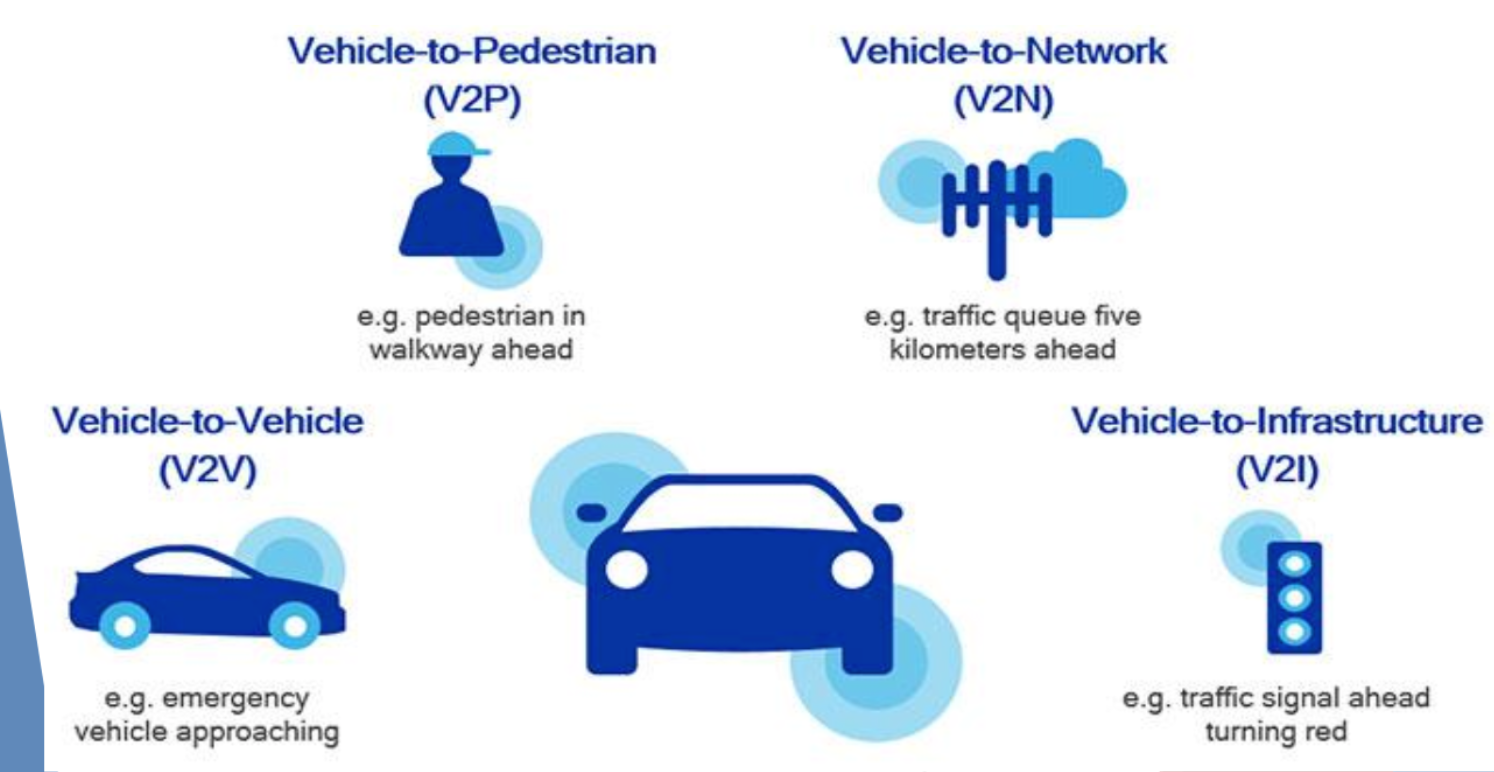 Vehicle-to-Pedestrian
(V2P)
e.g. pedestrian in
walkway ahead
Vehicle-to-Network
(V2N)
e.g. traffic queue five
kilometers ahead
Vehicle-to-Vehicle
(V2V)
e.g. emergency
vehicle approaching
Vehicle-to-Infrastructure
(V2I)
e.g. traffic signal ahead
turning red